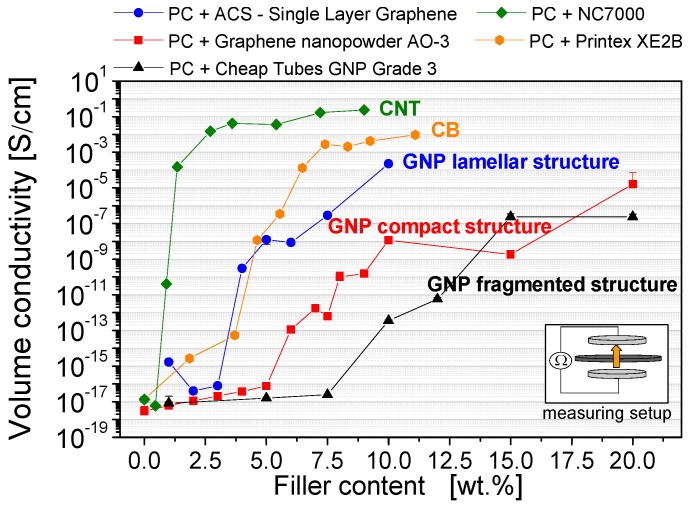 PC + ACS - Single Layer Graphene
PC + NC7000
PC + Graphene nanopowder AO-3
PC + Printex XE2B
PC + Cheap Tubes GNP Grade 3
10^1
10^-1
10^-3
10^-5
10^-7
10^-9
10^-11
10^-13
10^-15
10^-17
10^-19
Volume conductivity [S/cm]
CNT
CB
GNP lamellar structure
GNP compact structure
GNP fragmented structure
Ω
measuring setup
0.0 2.5 5.0 7.5 10.0 12.5 15.0 17.5 20.0
Filler content [wt.%]